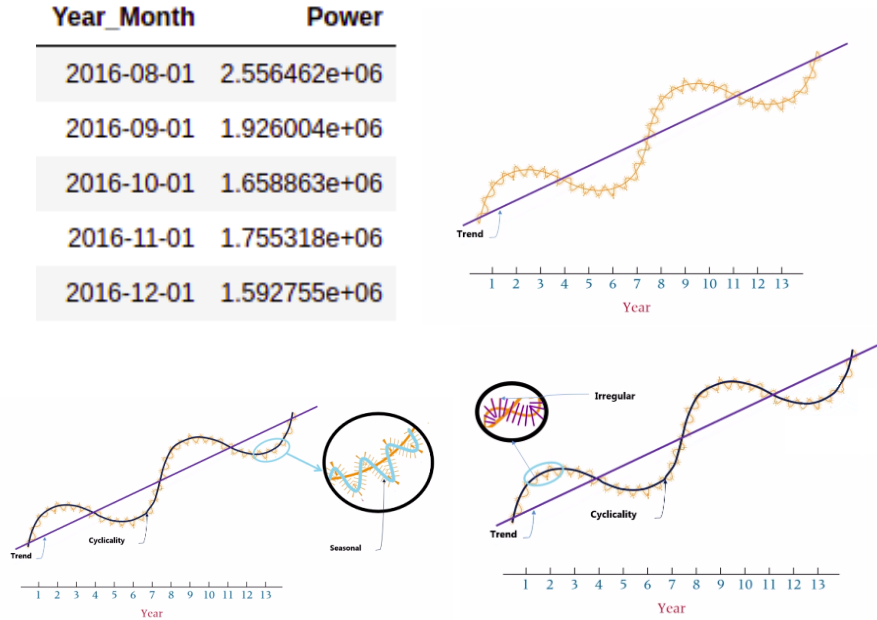 Year_Month Power
2016-08-01 2.556462e+06
2016-09-01 1.926004e+06
2016-10-01 1.658863e+06
2016-11-01 1.755318e+06
2016-12-01 1.592755e+06
Trend
1 2 3 4 5 6 7 8 9 10 11 12 13
Year
Seasonal
Cyclicality
Trend
1 2 3 4 5 6 7 8 9 10 11 12 13
Year
Irregular
Cyclicality
Trend
1 2 3 4 5 6 7 8 9 10 11 12 13
Year